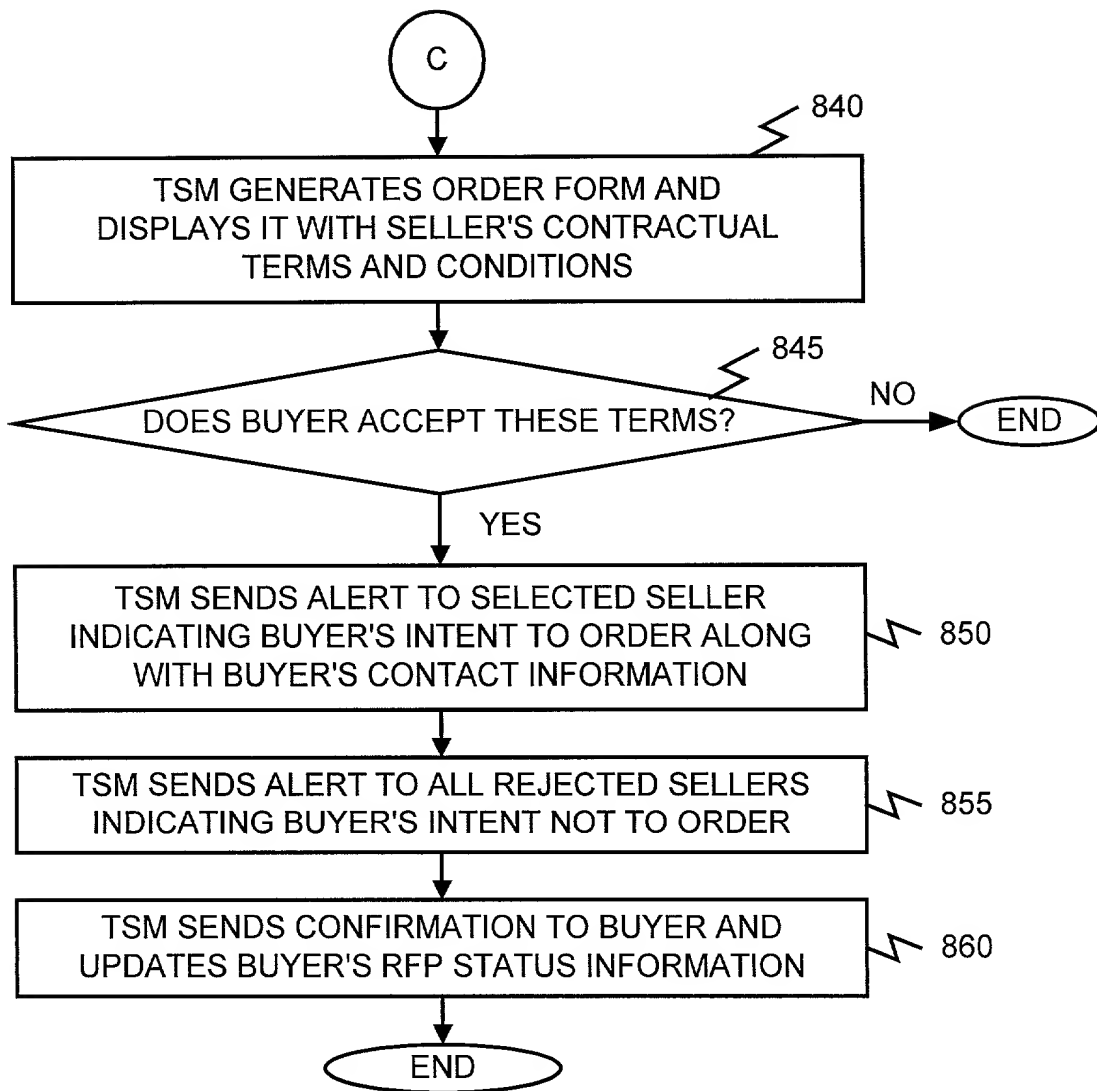 C
840
TSM GENERATES ORDER FORM AND
DISPLAYS IT WITH SELLER'S CONTRACTUAL
TERMS AND CONDITIONS
845
DOES BUYER ACCEPT THESE TERMS?
NO
END
YES
TSM SENDS ALERT TO SELECTED SELLER
INDICATING BUYER'S INTENT TO ORDER ALONG
WITH BUYER'S CONTACT INFORMATION
850
TSM SENDS ALERT TO ALL REJECTED SELLERS
INDICATING BUYER'S INTENT NOT TO ORDER
855
TSM SENDS CONFIRMATION TO BUYER AND
UPDATES BUYER'S RFP STATUS INFORMATION
860
END